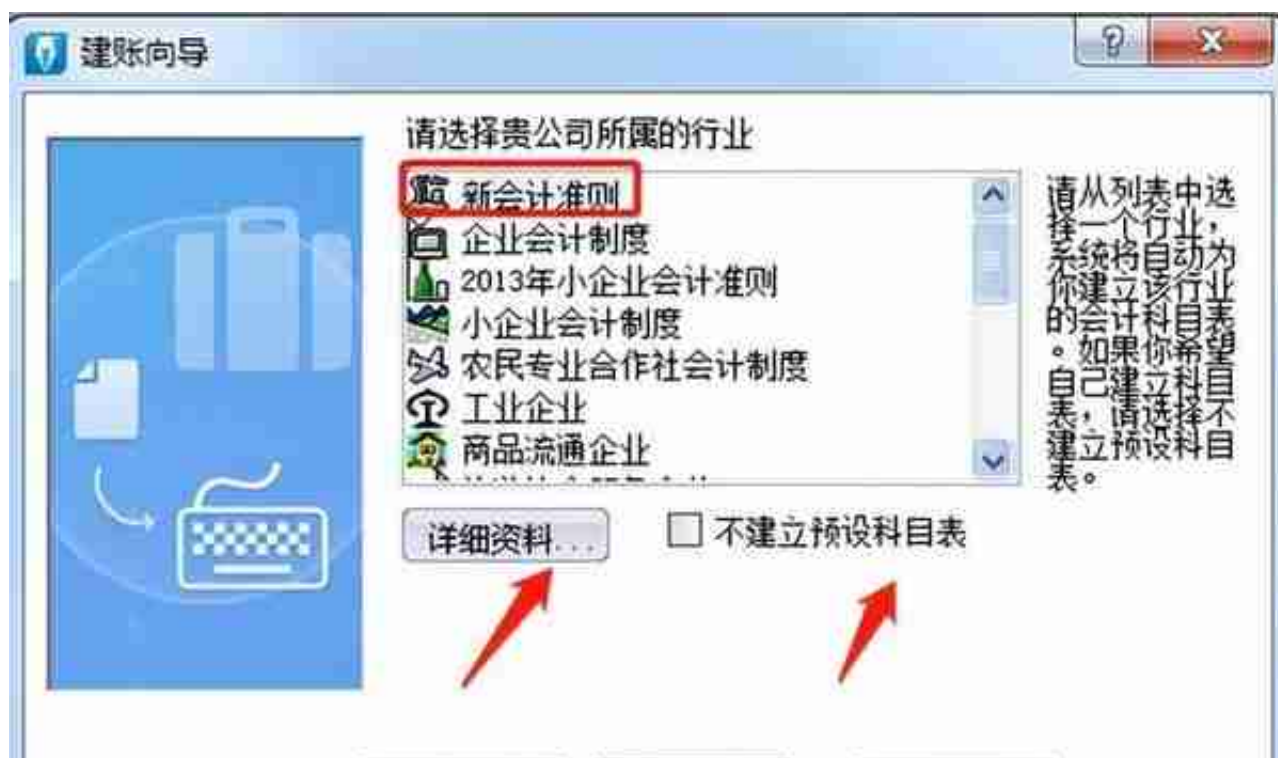 建账向导
请选择贵公司所属的行业
新会计准则
企业会计制度
2013年小企业会计准则
小企业会计制度
农民专业合作社会计制度
工业企业
商品流通企业
详细资料...
不建立预设科目表
请从列表中选
择一个行业，
系统将自动为
你建立该行业
的会计科目表
。如果你希望
自己建立科目
表，请选择不
建立预设科目
表。